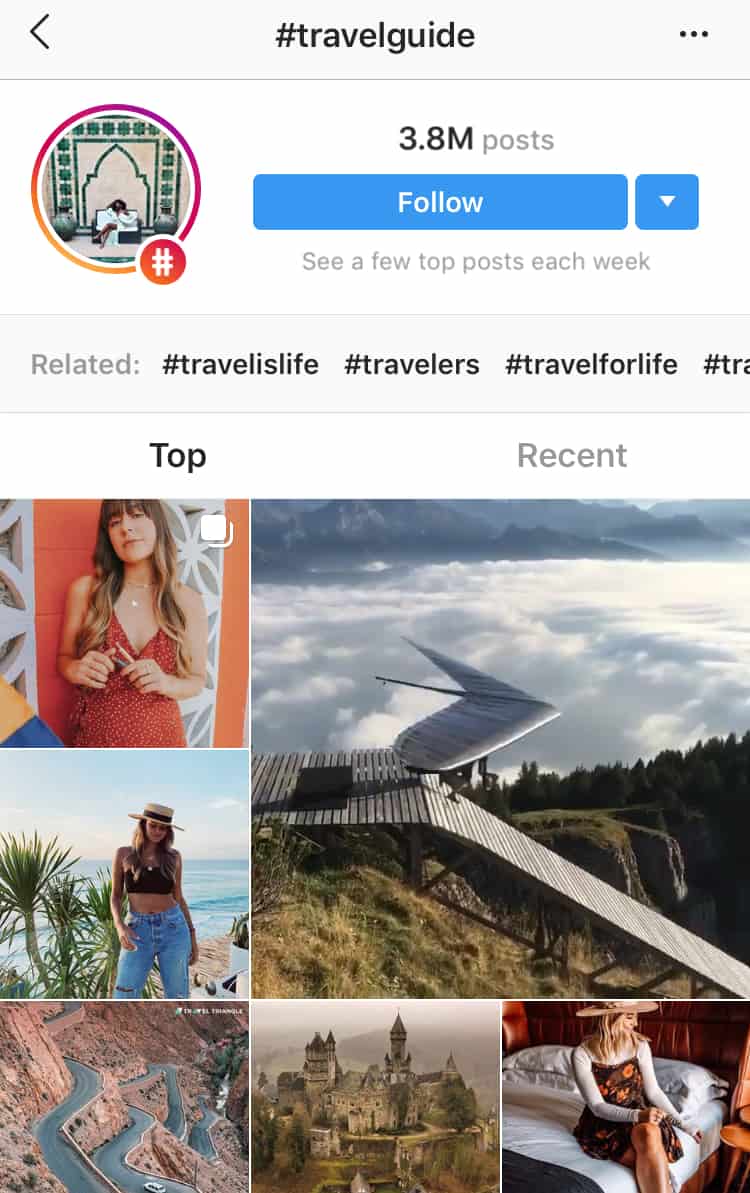 #travelguide
3.8M posts
Follow
See a few top posts each week
Related: #travelislife #travelers #travelforlife #tra
Top Recent
TRAVEL TRIANGLE